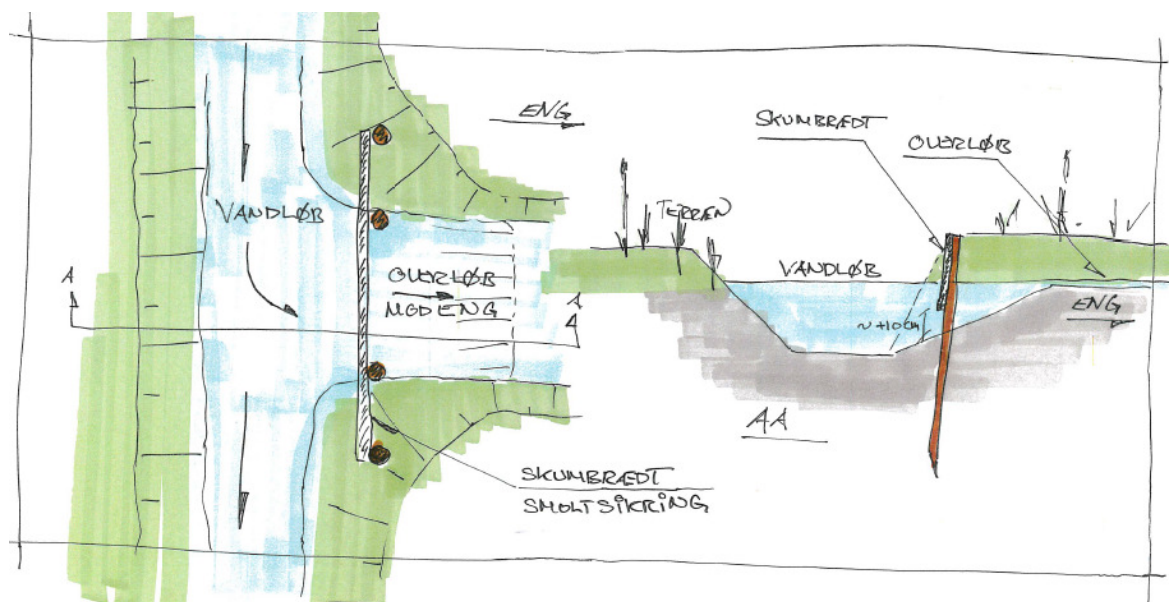 VANDLØB
OVERLØB
MOD ENG
A
A
ENG
SKUMBRÆDT
SMOLTSIKRING
SKUMBRÆDT
OVERLØB
TERRÆN
VANDLØB
~ +10cm
ENG
AA